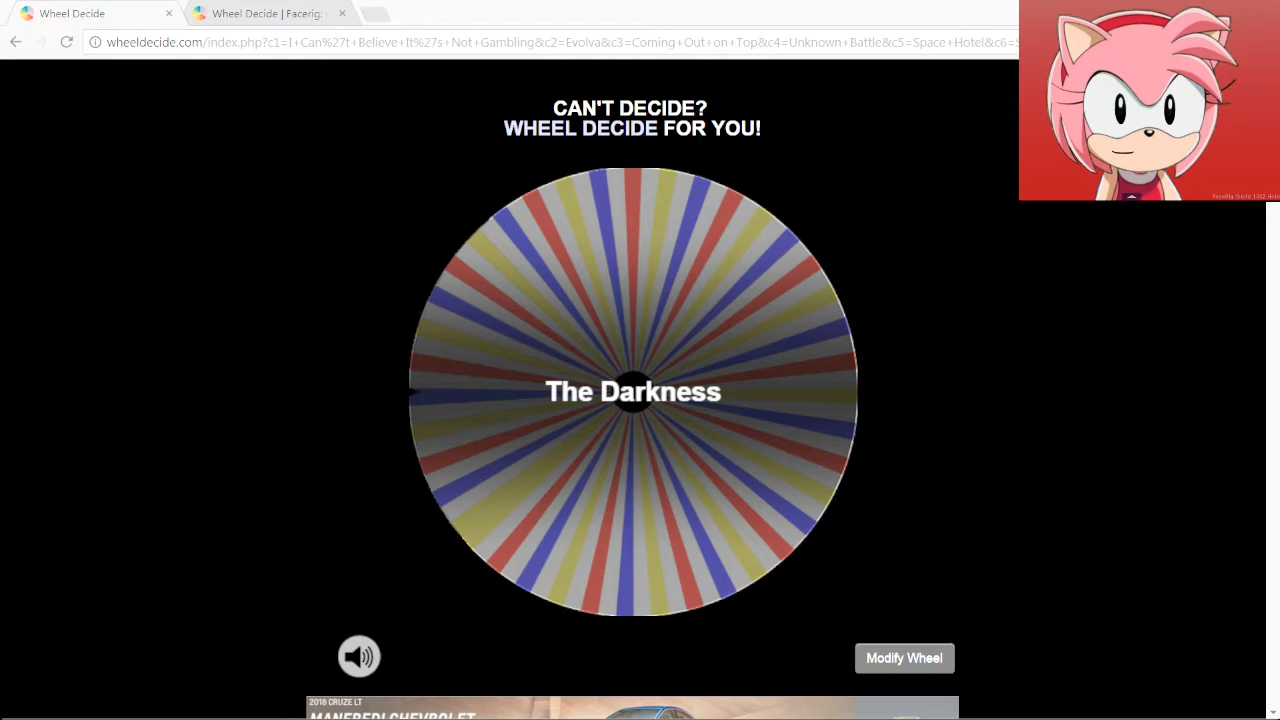 Wheel Decide
Wheel Decide | Facerig:
wheeldecide.com/index.php?c1=I+Can%27t+Believe+It%27s+Not+Gambling&c2=Evolva&c3=Coming+Out+on+Top&c4=Unknown+Battle&c5=Space+Hotel&c6=S
CAN'T DECIDE?
WHEEL DECIDE FOR YOU!
The Darkness
Modify Wheel
2018 CRUZE LT
MANFREDI CHEVROLET